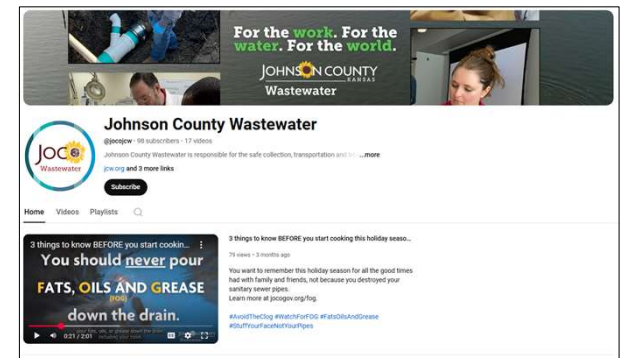 For the work. For the
water. For the world.
JOHNSON COUNTY
KANSAS
Wastewater
JOCO
Wastewater
Johnson County Wastewater
@jocojcw · 98 subscribers · 17 videos
Johnson County Wastewater is responsible for the safe collection, transportation and ...more
jcw.org and 3 more links
Subscribe
Home Videos Playlists
3 things to know BEFORE you start cookin...
You should never pour
FATS, OILS AND GREASE
(FOG)
down the drain.
0:21 / 2:01
3 things to know BEFORE you start cooking this holiday seaso...
79 views · 3 months ago
You want to remember this holiday season for all the good times
had with family and friends, not because you destroyed your
sanitary sewer pipes.
Learn more at jocogov.org/fog.
#AvoidTheClog #WatchForFOG #FatsOilsAndGrease
#StuffYourFaceNotYourPipes